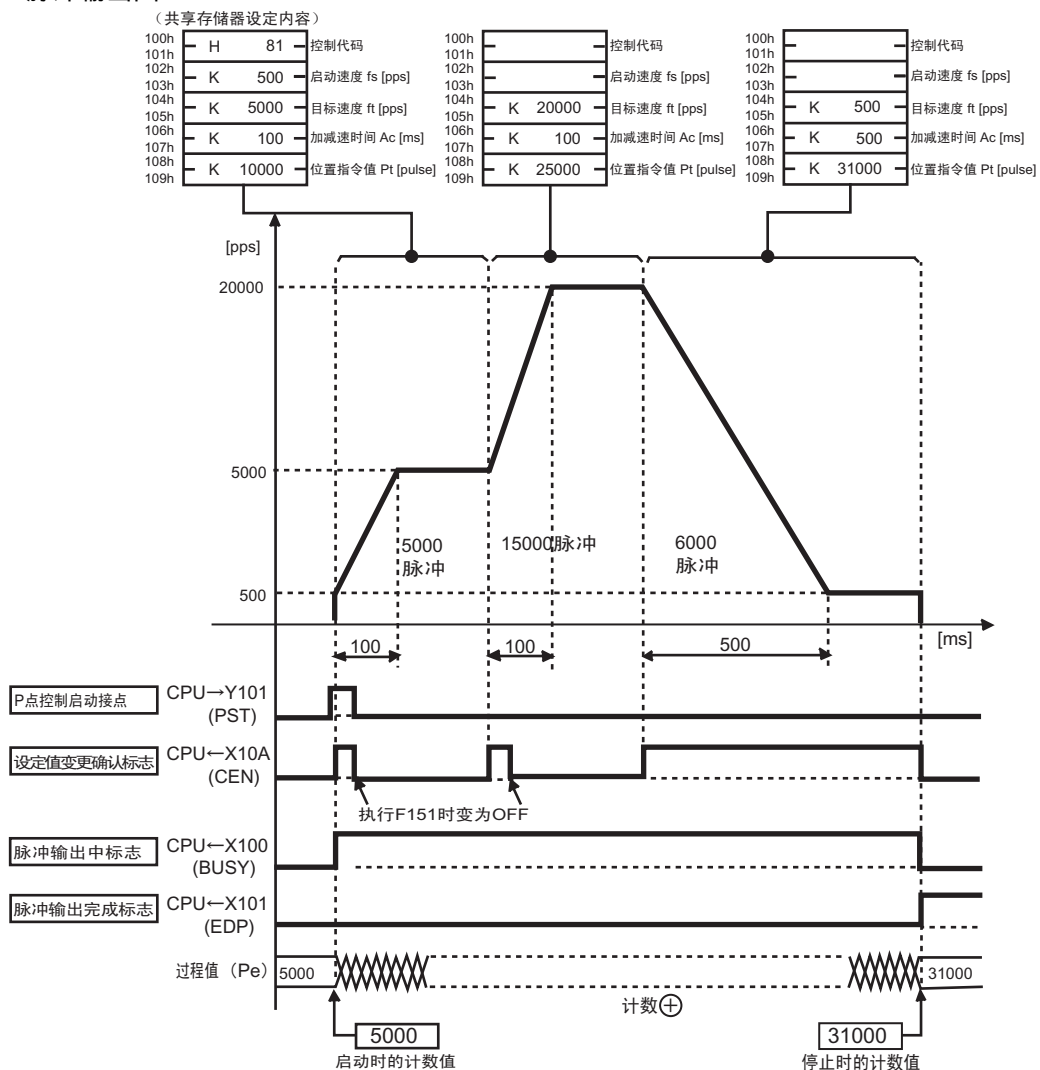 （共享存储器设定内容）
100h
101h
H 81
控制代码
102h
103h
K 500
启动速度 fs [pps]
104h
105h
K 5000
目标速度 ft [pps]
106h
107h
K 100
加减速时间 Ac [ms]
108h
109h
K 10000
位置指令值 Pt [pulse]
100h
101h
控制代码
102h
103h
启动速度 fs [pps]
104h
105h
K 20000
目标速度 ft [pps]
106h
107h
K 100
加减速时间 Ac [ms]
108h
109h
K 25000
位置指令值 Pt [pulse]
100h
101h
控制代码
102h
103h
启动速度 fs [pps]
104h
105h
K 500
目标速度 ft [pps]
106h
107h
K 500
加减速时间 Ac [ms]
108h
109h
K 31000
位置指令值 Pt [pulse]
[pps]
20000
5000
500
5000
脉冲
15000脉冲
6000
脉冲
100
100
500
[ms]
P点控制启动接点
CPU→Y101
(PST)
设定值变更确认标志
CPU←X10A
(CEN)
执行F151时变为OFF
脉冲输出中标志
CPU←X100
(BUSY)
脉冲输出完成标志
CPU←X101
(EDP)
过程值（Pe）
5000
31000
计数⊕
5000
启动时的计数值
31000
停止时的计数值